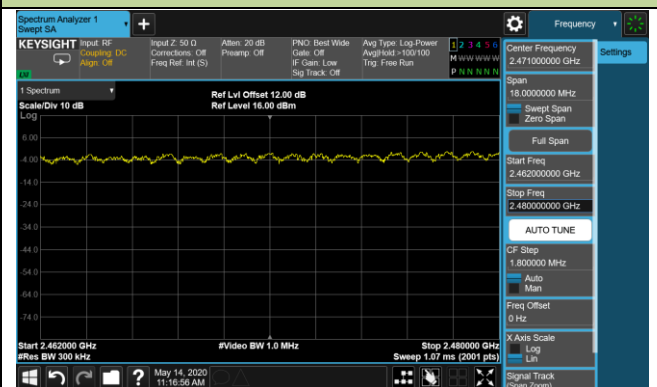 Spectrum Analyzer 1
Swept SA
+
Frequency
KEYSIGHT
Input: RF
Coupling: DC
Align: Off
Input Z: 50 Ω
Corrections: Off
Freq Ref: Int (S)
Atten: 20 dB
Preamp: Off
PNO: Best Wide
Gate: Off
IF Gain: Low
Sig Track: Off
Avg Type: Log-Power
Avg|Hold:>100/100
Trig: Free Run
1 2 3 4 5 6
M W W W W W
P N N N N N
LXI
Center Frequency
2.471000000 GHz
Settings
Span
18.0000000 MHz
Swept Span
Zero Span
Full Span
Start Freq
2.462000000 GHz
Stop Freq
2.480000000 GHz
AUTO TUNE
CF Step
1.800000 MHz
Auto
Man
Freq Offset
0 Hz
X Axis Scale
Log
Lin
Signal Track
(Span Zoom)
1 Spectrum
Scale/Div 10 dB
Ref Lvl Offset 12.00 dB
Ref Level 16.00 dBm
Log
6.00
-4.00
-14.0
-24.0
-34.0
-44.0
-54.0
-64.0
-74.0
Start 2.462000 GHz
#Res BW 300 kHz
#Video BW 1.0 MHz
Stop 2.480000 GHz
Sweep 1.07 ms (2001 pts)
?
May 14, 2020
11:16:56 AM